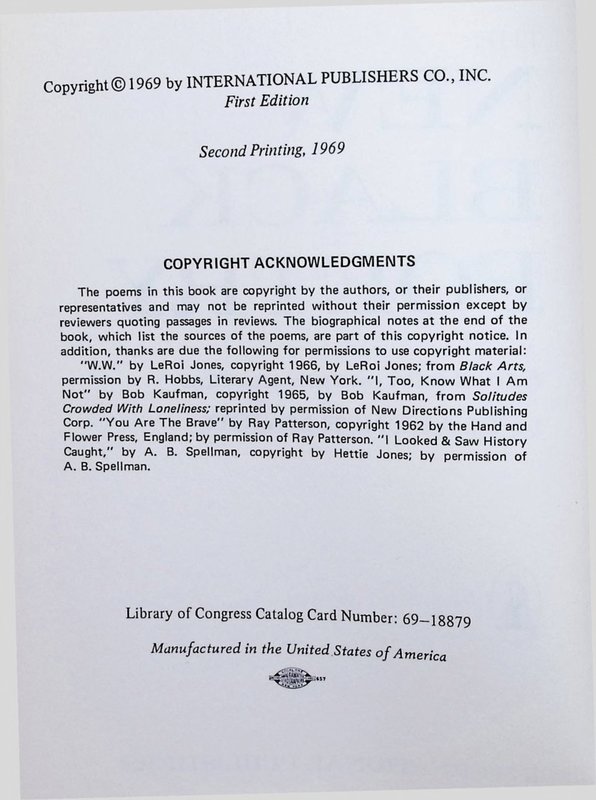 Copyright © 1969 by INTERNATIONAL PUBLISHERS CO., INC.
First Edition
Second Printing, 1969
COPYRIGHT ACKNOWLEDGMENTS
The poems in this book are copyright by the authors, or their publishers, or
representatives and may not be reprinted without their permission except by
reviewers quoting passages in reviews. The biographical notes at the end of the
book, which list the sources of the poems, are part of this copyright notice. In
addition, thanks are due the following for permissions to use copyright material:
"W.W." by LeRoi Jones, copyright 1966, by LeRoi Jones; from Black Arts,
permission by R. Hobbs, Literary Agent, New York. "I, Too, Know What I Am
Not" by Bob Kaufman, copyright 1965, by Bob Kaufman, from Solitudes
Crowded With Loneliness; reprinted by permission of New Directions Publishing
Corp. "You Are The Brave" by Ray Patterson, copyright 1962 by the Hand and
Flower Press, England; by permission of Ray Patterson. "I Looked & Saw History
Caught," by A. B. Spellman, copyright by Hettie Jones; by permission of
A. B. Spellman.
Library of Congress Catalog Card Number: 69–18879
Manufactured in the United States of America